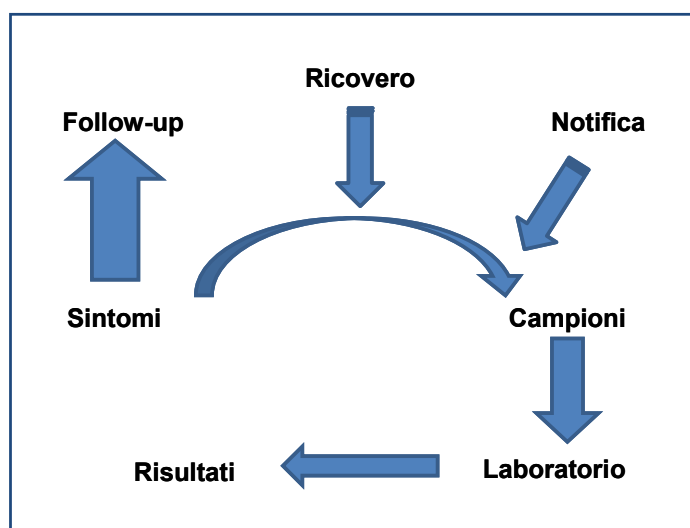 Ricovero
Follow-up
Notifica
Sintomi
Campioni
Risultati
Laboratorio